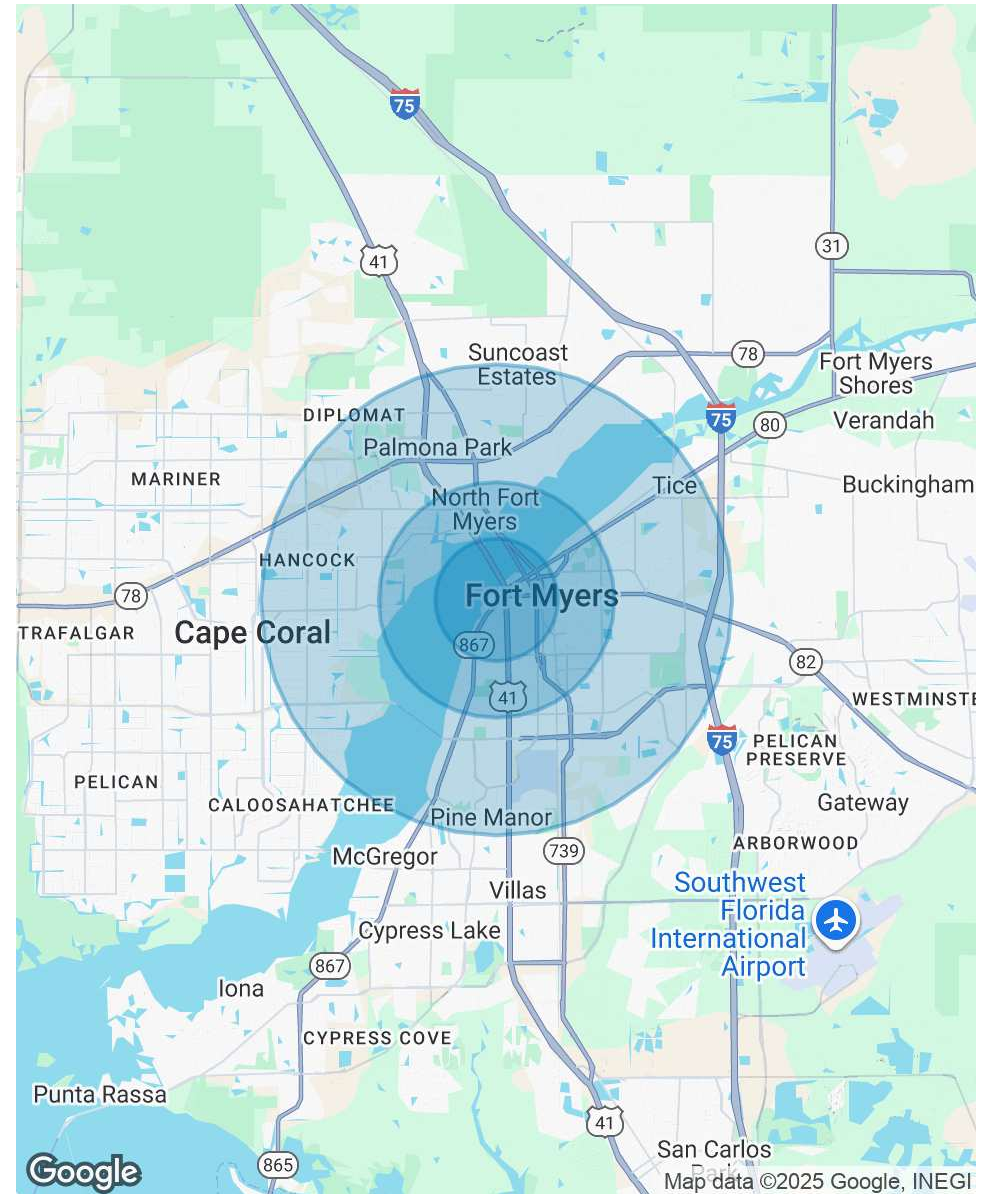 75
41
31
Suncoast
Estates
78
Fort Myers
Shores
DIPLOMAT
75
80
Verandah
Palmona Park
MARINER
Tice
Buckingham
North Fort
Myers
HANCOCK
78
Fort Myers
TRAFALGAR
Cape Coral
867
82
41
WESTMINSTE
75
PELICAN
PRESERVE
PELICAN
CALOOSAHATCHEE
Gateway
Pine Manor
McGregor
739
ARBORWOOD
Villas
Southwest
Florida
International
Airport
Cypress Lake
867
Iona
CYPRESS COVE
Punta Rassa
41
San Carlos
Park
865
Google
Map data ©2025 Google, INEGI